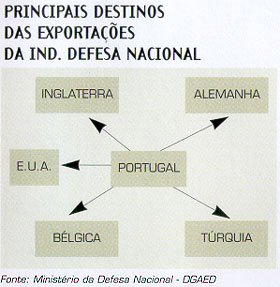 PRINCIPAIS DESTINOS
DAS EXPORTAÇÕES
DA IND. DEFESA NACIONAL
INGLATERRA
ALEMANHA
E.U.A.
PORTUGAL
BÉLGICA
TÚRQUIA
Fonte: Ministério da Defesa Nacional - DGAED